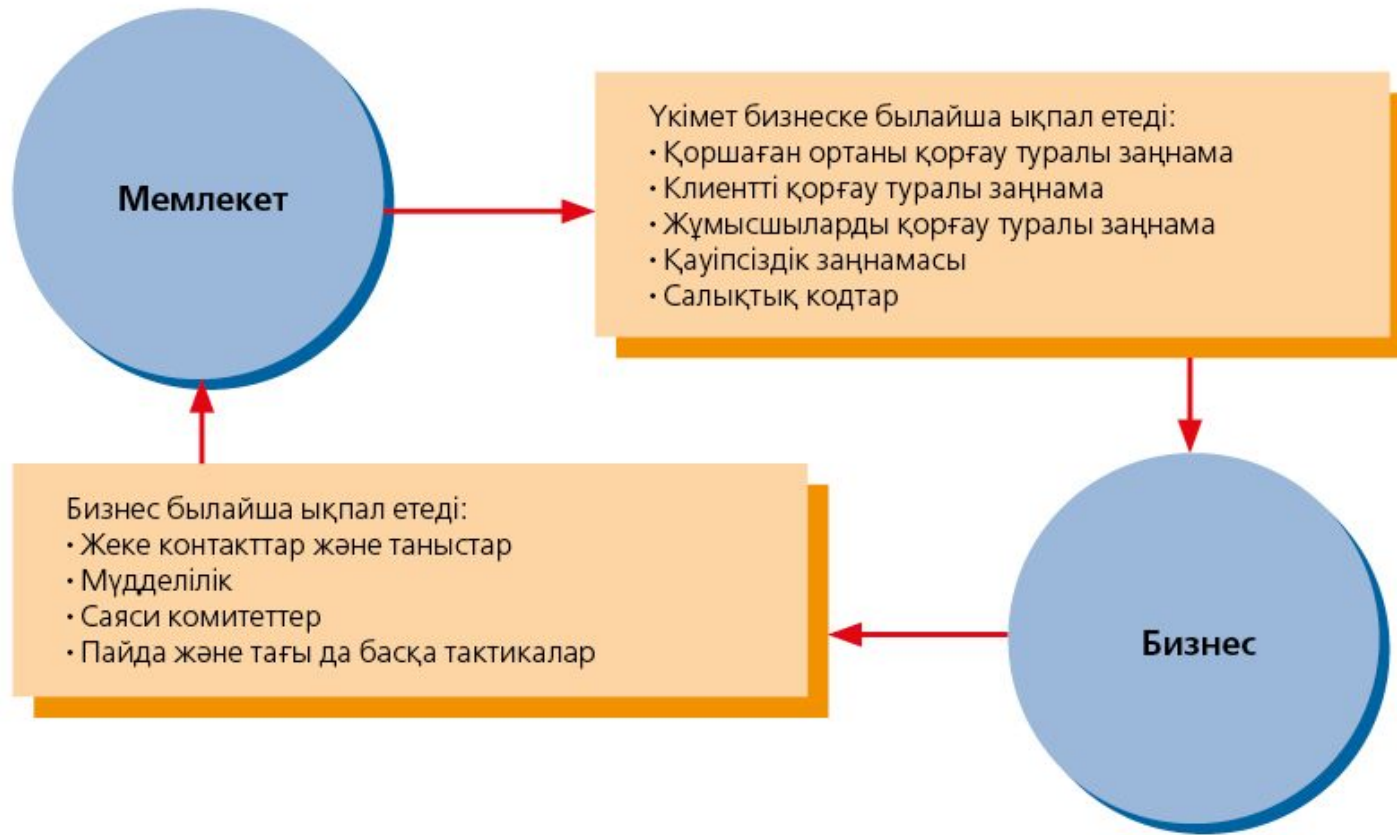 Мемлекет
Үкімет бизнеске былайша ықпал етеді:
• Қоршаған ортаны қорғау туралы заңнама
• Клиентті қорғау туралы заңнама
• Жұмысшыларды қорғау туралы заңнама
• Қауіпсіздік заңнамасы
• Салықтық кодтар
Бизнес былайша ықпал етеді:
• Жеке контакттар және таныстар
• Мүдделілік
• Саяси комитеттер
• Пайда және тағы да басқа тактикалар
Бизнес